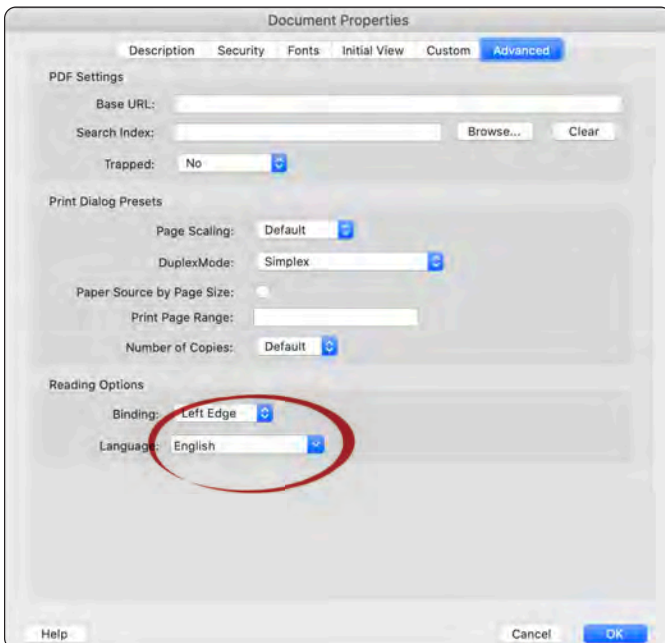 Document Properties
Description Security Fonts Initial View Custom Advanced
PDF Settings
Base URL:
Search Index: Browse... Clear
Trapped: No
Print Dialog Presets
Page Scaling: Default
DuplexMode: Simplex
Paper Source by Page Size:
Print Page Range:
Number of Copies: Default
Reading Options
Binding: Left Edge
Language: English
Help Cancel OK